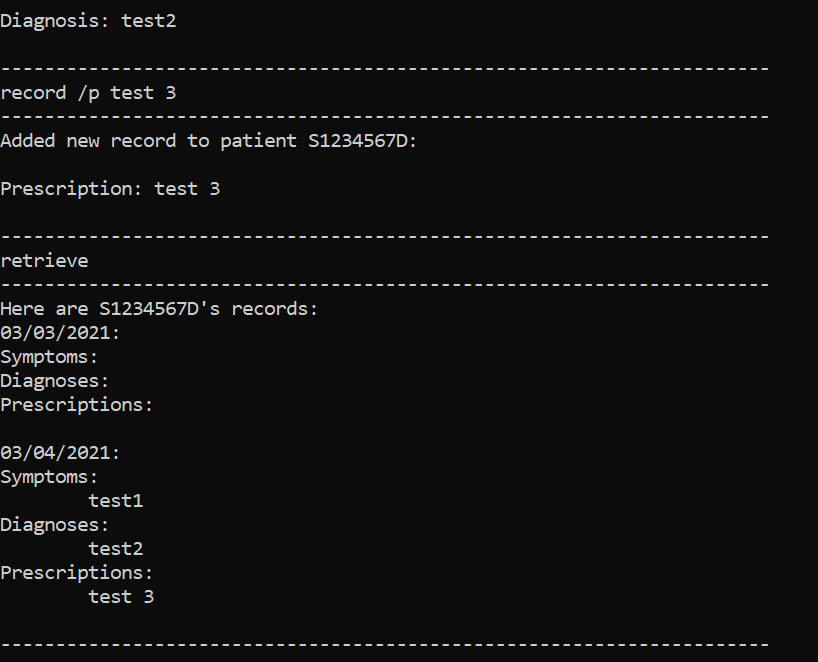 Diagnosis: test2
----------------------------------------------------------------------
record /p test 3
----------------------------------------------------------------------
Added new record to patient S1234567D:
Prescription: test 3
----------------------------------------------------------------------
retrieve
----------------------------------------------------------------------
Here are S1234567D's records:
03/03/2021:
Symptoms:
Diagnoses:
Prescriptions:
03/04/2021:
Symptoms:
test1
Diagnoses:
test2
Prescriptions:
test 3
----------------------------------------------------------------------